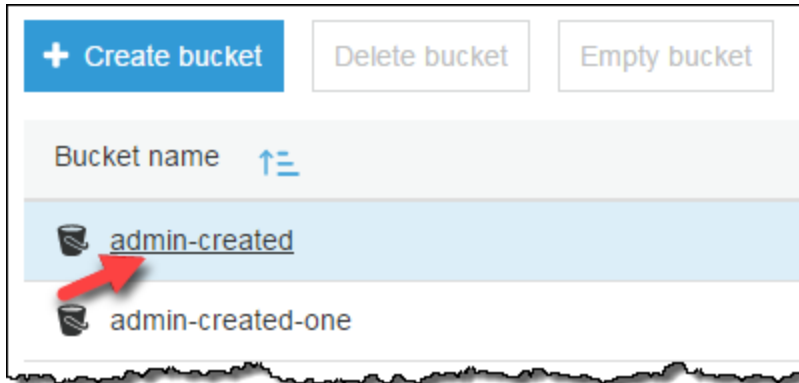 Create bucket Delete bucket Empty bucket
Bucket name
admin-created
admin-created-one